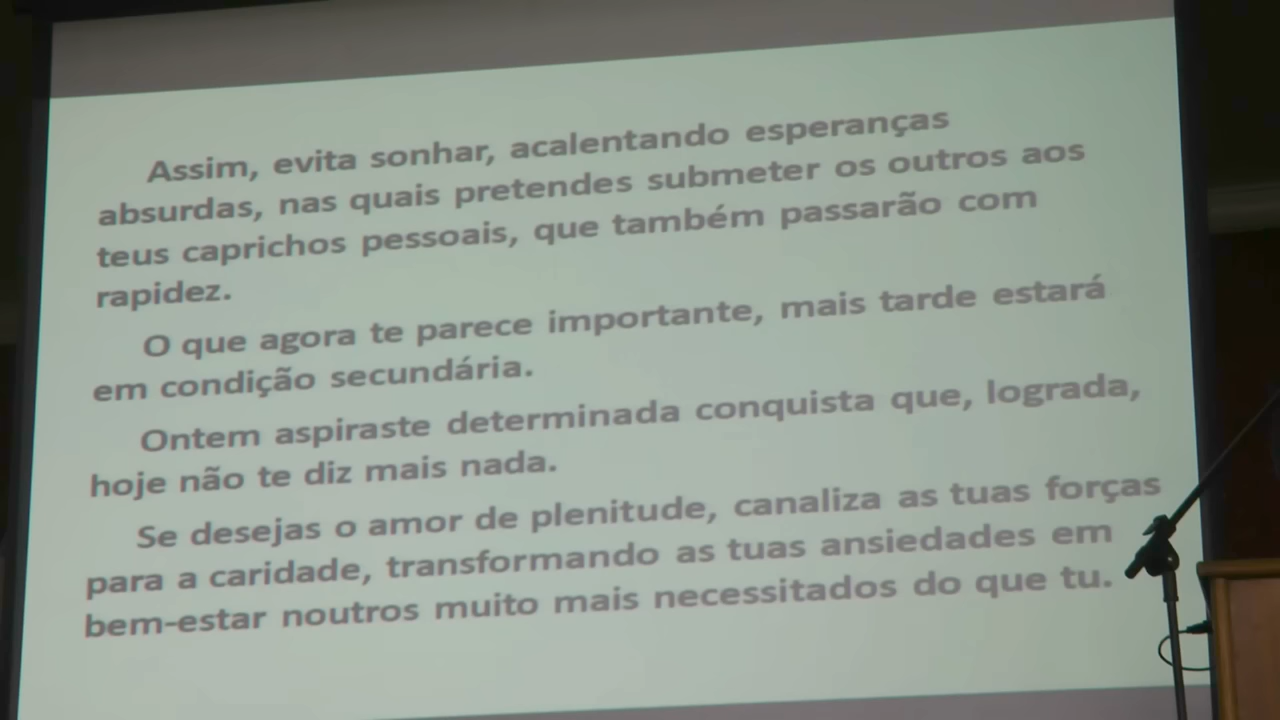 Assim, evita sonhar, acalentando esperanças
absurdas, nas quais pretendes submeter os outros aos
teus caprichos pessoais, que também passarão com
rapidez.
O que agora te parece importante, mais tarde estará
em condição secundária.
Ontem aspiraste determinada conquista que, lograda,
hoje não te diz mais nada.
Se desejas o amor de plenitude, canaliza as tuas forças
para a caridade, transformando as tuas ansiedades em
bem-estar noutros muito mais necessitados do que tu.